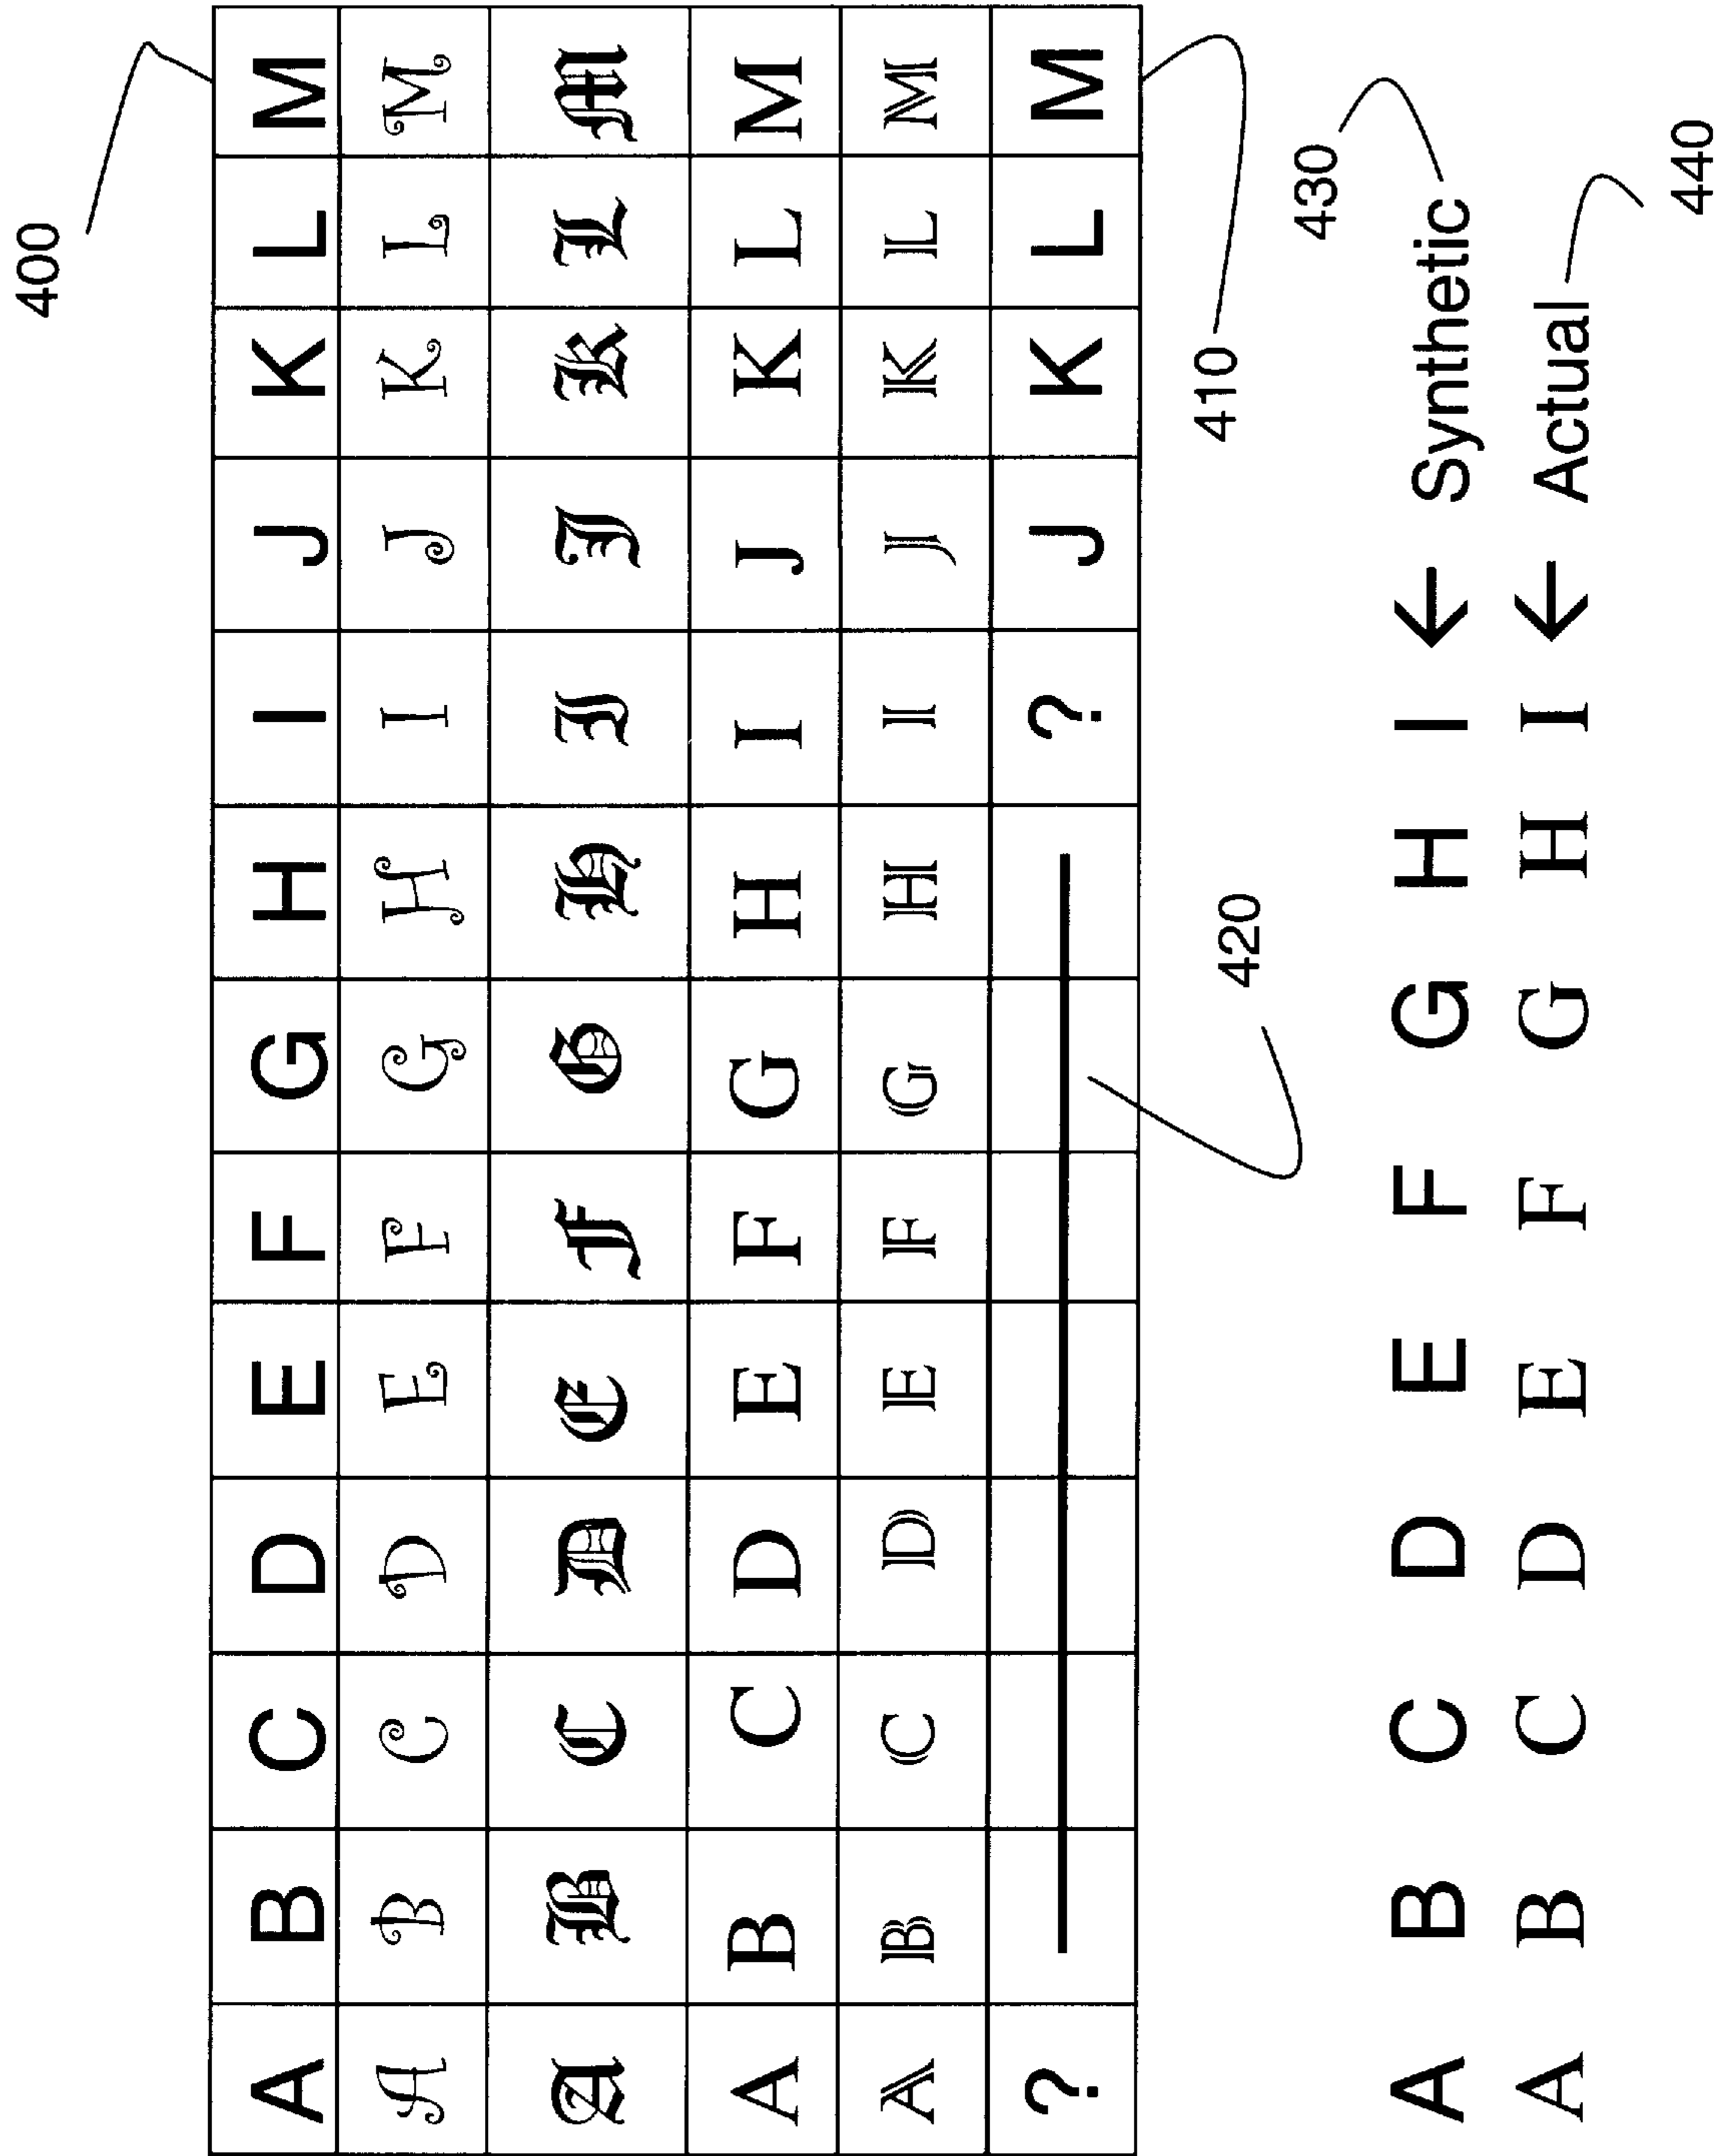 400
A B C D E F G H I J K L M
A B C D E F G H I J K L M
A B C D E F G H I J K L M
A B C D E F G H I J K L M
A B C D E F G H I J K L M
? ? J K L M
420 410
430
A B C D E F G H I ← Synthetic
A B C D E F G H I ← Actual
440